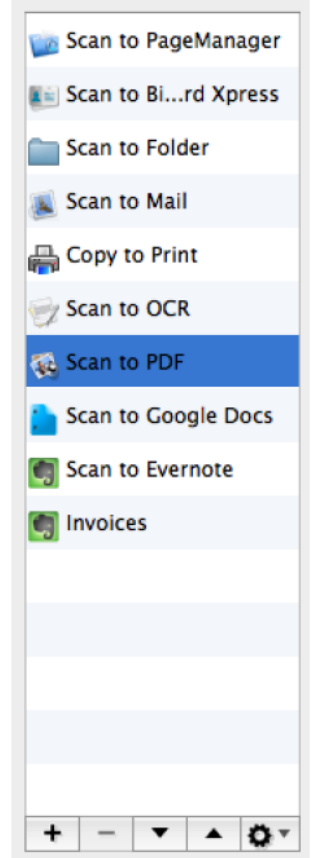 Scan to PageManager
Scan to Bi...rd Xpress
Scan to Folder
Scan to Mail
Copy to Print
Scan to OCR
Scan to PDF
Scan to Google Docs
Scan to Evernote
Invoices